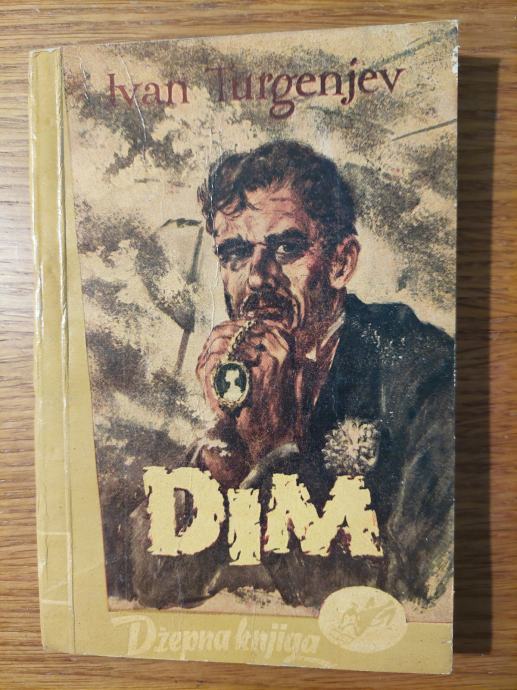 Ivan Turgenjev
DIM
Džepna knjiga